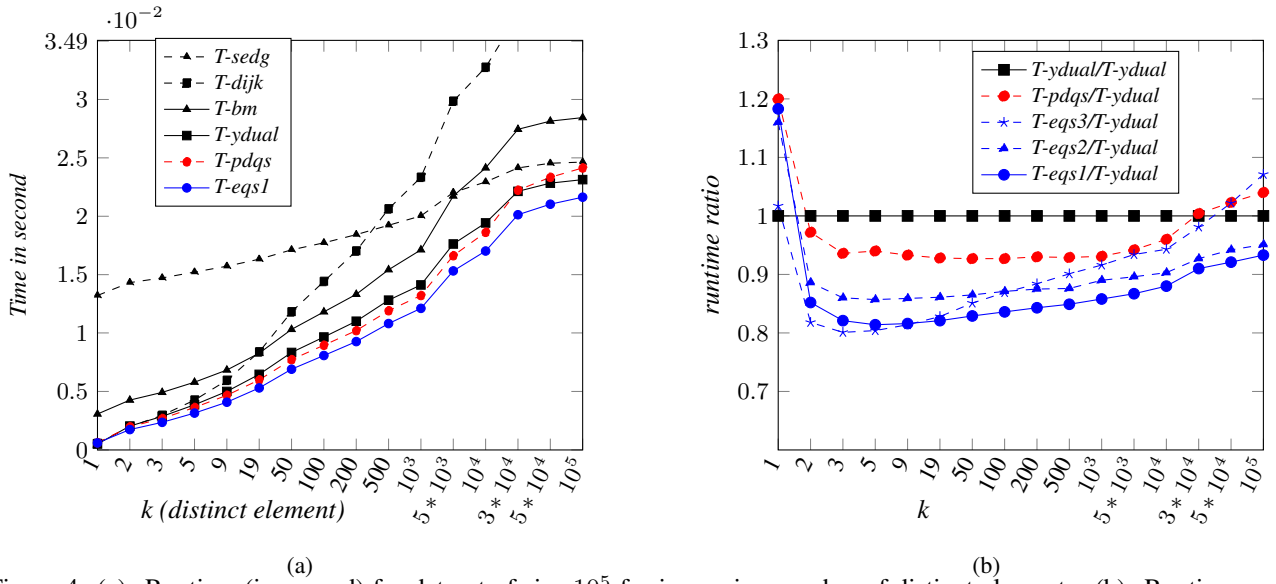 ·10⁻²
3.49
3
2.5
2
1.5
1
0.5
0
Time in second
T-sedg
T-dijk
T-bm
T-ydual
T-pdqs
T-eqs1
1 2 3 5 9 19 50 100 200 500 10³ 5 * 10³ 10⁴ 3 * 10⁴ 5 * 10⁴ 10⁵
k (distinct element)
(a)
1.3
1.2
1.1
1
0.9
0.8
0.7
runtime ratio
T-ydual/T-ydual
T-pdqs/T-ydual
T-eqs3/T-ydual
T-eqs2/T-ydual
T-eqs1/T-ydual
1 2 3 5 9 19 50 100 200 500 10³ 5 * 10³ 10⁴ 3 * 10⁴ 5 * 10⁴ 10⁵
k
(b)